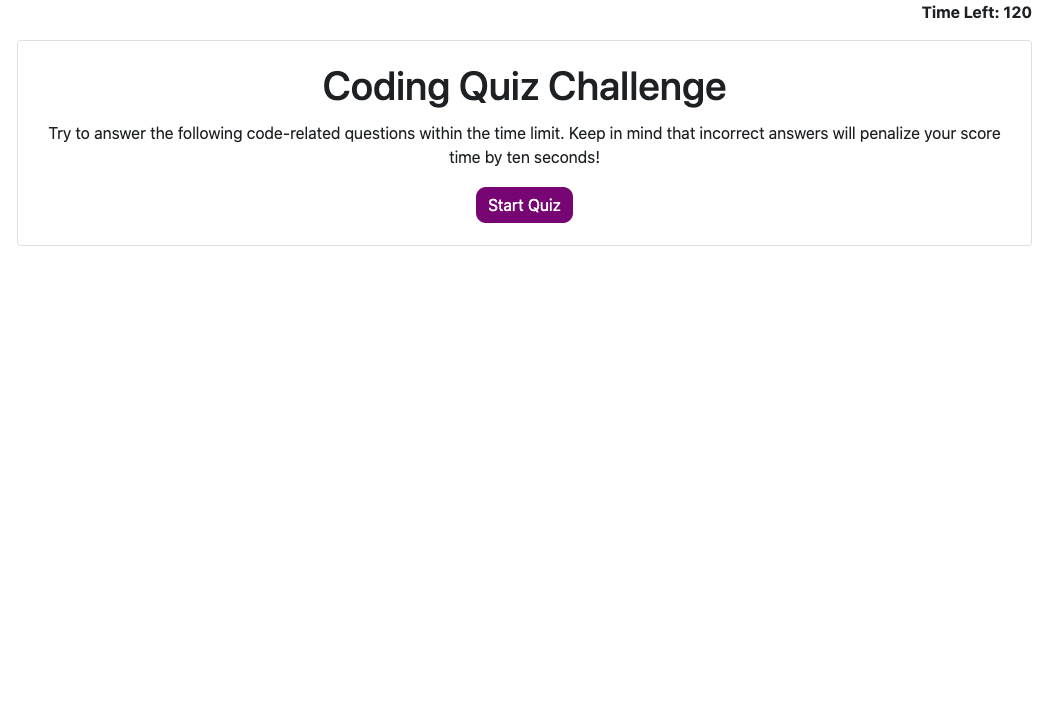 Time Left: 120
Coding Quiz Challenge
Try to answer the following code-related questions within the time limit. Keep in mind that incorrect answers will penalize your score
time by ten seconds!
Start Quiz